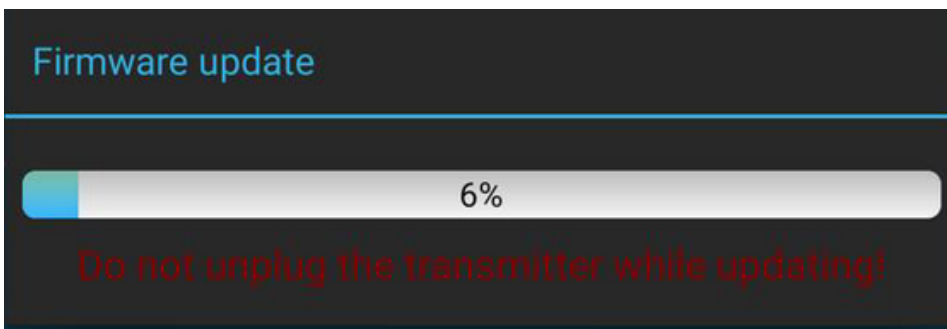 Firmware update
6%
Do not unplug the transmitter while updating!